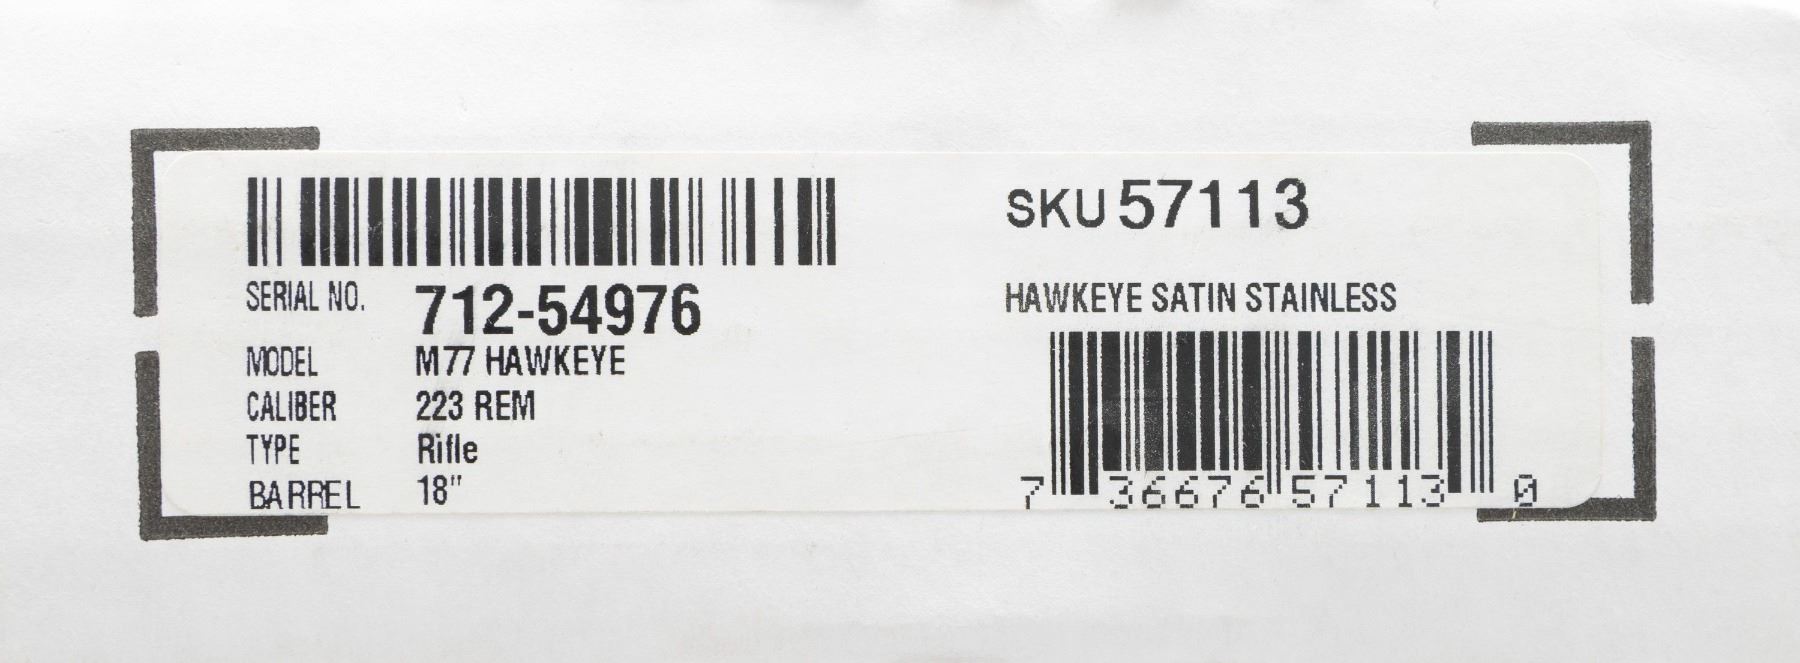 SERIAL NO. 712-54976
MODEL M77 HAWKEYE
CALIBER 223 REM
TYPE Rifle
BARREL 18"
SKU 57113
HAWKEYE SATIN STAINLESS
7 36676 57113 0